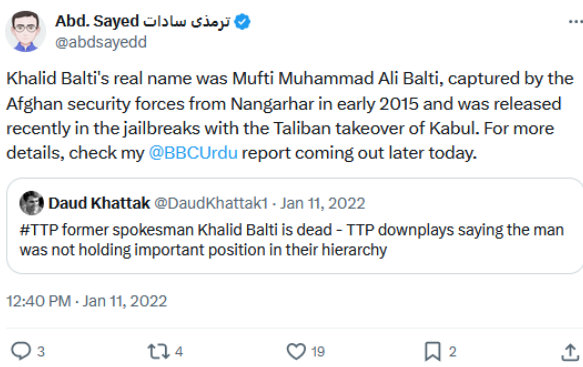 Abd. Sayed ترمذی سادات
@abdsayedd
Khalid Balti's real name was Mufti Muhammad Ali Balti, captured by the
Afghan security forces from Nangarhar in early 2015 and was released
recently in the jailbreaks with the Taliban takeover of Kabul. For more
details, check my @BBCUrdu report coming out later today.
Daud Khattak @DaudKhattak1 · Jan 11, 2022
#TTP former spokesman Khalid Balti is dead - TTP downplays saying the man
was not holding important position in their hierarchy
12:40 PM · Jan 11, 2022
3 4 19 2